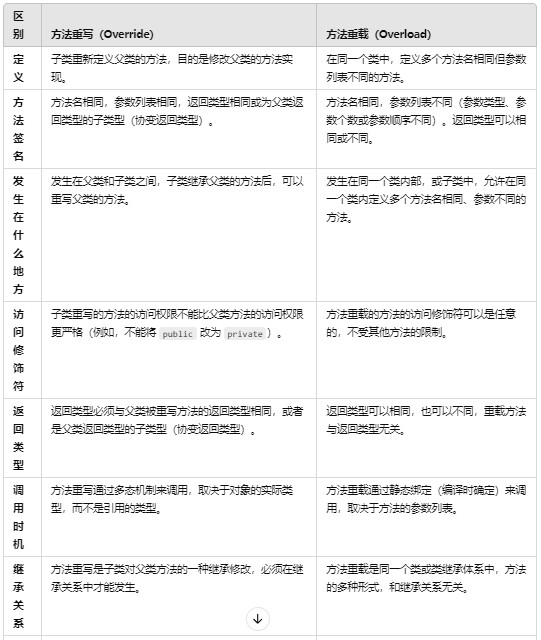 区别
方法重写（Override）
方法重载（Overload）
定义
子类重新定义父类的方法，目的是修改父类的方法实
现。
在同一个类中，定义多个方法名相同但参
数列表不同的方法。
方法签名
方法名相同，参数列表相同，返回类型相同或为父类返
回类型的子类型（协变返回类型）。
方法名相同，参数列表不同（参数类型、参
数个数或参数顺序不同）。返回类型可以相
同或不同。
发生在什么地方
发生在父类和子类之间，子类继承父类的方法后，可以
重写父类的方法。
发生在同一个类内部，或子类中，允许在同
一个类内定义多个方法名相同、参数不同的
方法。
访问修饰符
子类重写的方法的访问权限不能比父类方法的访问权限
更严格（例如，不能将 public 改为 private ）。
方法重载的方法的访问修饰符可以是任意
的，不受其他方法的限制。
返回类型
返回类型必须与父类被重写方法的返回类型相同，或者
是父类返回类型的子类型（协变返回类型）。
返回类型可以相同，也可以不同，重载方法
与返回类型无关。
调用时机
方法重写通过多态机制来调用，取决于对象的实际类
型，而不是引用的类型。
方法重载通过静态绑定（编译时确定）来调
用，取决于方法的参数列表。
继承关系
方法重写是子类对父类方法的一种继承修改，必须在继
承关系中才能发生。
方法重载是同一个类或类继承体系中，方法
的多种形式，和继承关系无关。